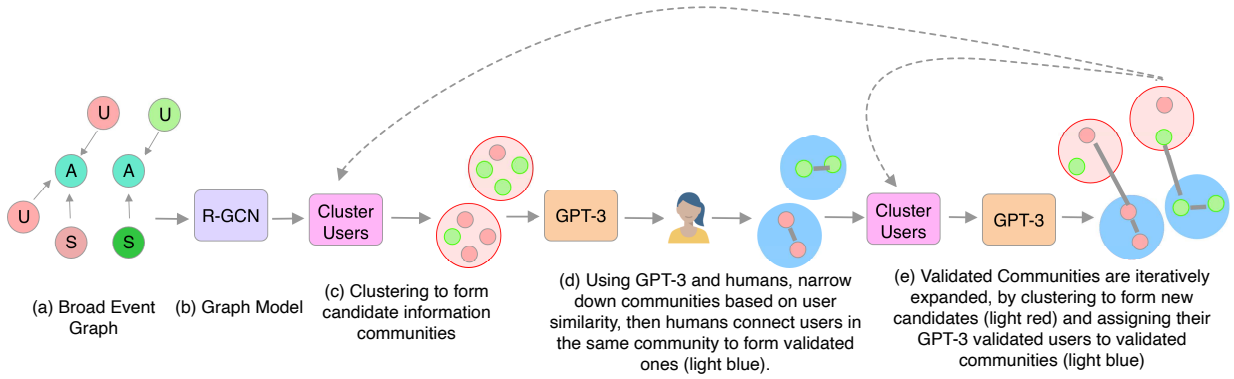 U
U
A
A
U
S
S
R-GCN
Cluster
Users
GPT-3
Cluster
Users
GPT-3
(a) Broad Event
Graph
(b) Graph Model
(c) Clustering to form
candidate information
communities
(d) Using GPT-3 and humans, narrow
down communities based on user
similarity, then humans connect users in
the same community to form validated
ones (light blue).
(e) Validated Communities are iteratively
expanded, by clustering to form new
candidates (light red) and assigning their
GPT-3 validated users to validated
communities (light blue)